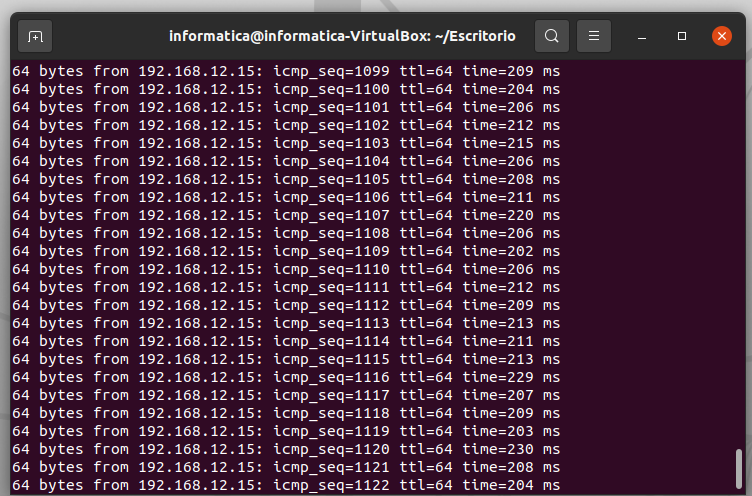 informatica@informatica-VirtualBox: ~/Escritorio
64 bytes from 192.168.12.15: icmp_seq=1099 ttl=64 time=209 ms
64 bytes from 192.168.12.15: icmp_seq=1100 ttl=64 time=204 ms
64 bytes from 192.168.12.15: icmp_seq=1101 ttl=64 time=206 ms
64 bytes from 192.168.12.15: icmp_seq=1102 ttl=64 time=212 ms
64 bytes from 192.168.12.15: icmp_seq=1103 ttl=64 time=215 ms
64 bytes from 192.168.12.15: icmp_seq=1104 ttl=64 time=206 ms
64 bytes from 192.168.12.15: icmp_seq=1105 ttl=64 time=208 ms
64 bytes from 192.168.12.15: icmp_seq=1106 ttl=64 time=211 ms
64 bytes from 192.168.12.15: icmp_seq=1107 ttl=64 time=220 ms
64 bytes from 192.168.12.15: icmp_seq=1108 ttl=64 time=206 ms
64 bytes from 192.168.12.15: icmp_seq=1109 ttl=64 time=202 ms
64 bytes from 192.168.12.15: icmp_seq=1110 ttl=64 time=206 ms
64 bytes from 192.168.12.15: icmp_seq=1111 ttl=64 time=212 ms
64 bytes from 192.168.12.15: icmp_seq=1112 ttl=64 time=209 ms
64 bytes from 192.168.12.15: icmp_seq=1113 ttl=64 time=213 ms
64 bytes from 192.168.12.15: icmp_seq=1114 ttl=64 time=211 ms
64 bytes from 192.168.12.15: icmp_seq=1115 ttl=64 time=213 ms
64 bytes from 192.168.12.15: icmp_seq=1116 ttl=64 time=229 ms
64 bytes from 192.168.12.15: icmp_seq=1117 ttl=64 time=207 ms
64 bytes from 192.168.12.15: icmp_seq=1118 ttl=64 time=209 ms
64 bytes from 192.168.12.15: icmp_seq=1119 ttl=64 time=203 ms
64 bytes from 192.168.12.15: icmp_seq=1120 ttl=64 time=230 ms
64 bytes from 192.168.12.15: icmp_seq=1121 ttl=64 time=208 ms
64 bytes from 192.168.12.15: icmp_seq=1122 ttl=64 time=204 ms